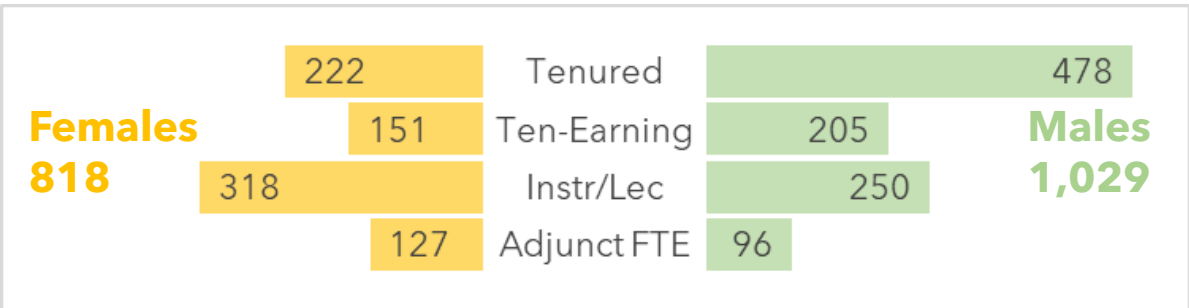 222 Tenured 478
Females 151 Ten-Earning 205 Males
818 318 Instr/Lec 250 1,029
127 Adjunct FTE 96